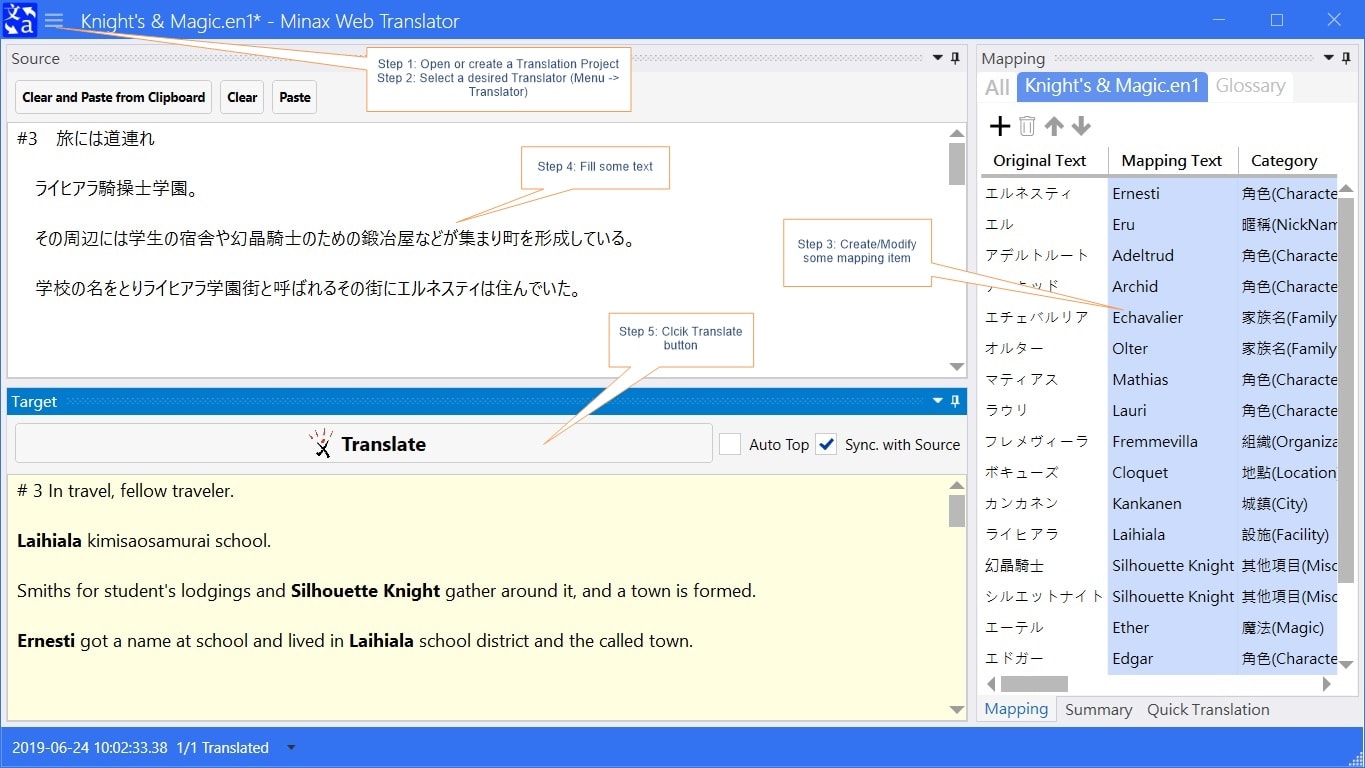 Knight's & Magic.en1* - Minax Web Translator
Source
Step 1: Open or create a Translation Project
Step 2: Select a desired Translator (Menu ->
Translator)
Clear and Paste from Clipboard
Clear
Paste
#3 旅には道連れ
Step 4: Fill some text
ライヒアラ騎操士学園。
その周辺には学生の宿舎や幻晶騎士のための鍛冶屋などが集まり町を形成している。
学校の名をとりライヒアラ学園街と呼ばれるその街にエルネスティは住んでいた。
Step 5: Clcik Translate
button
Target
Translate
Auto Top
Sync. with Source
# 3 In travel, fellow traveler.
Laihiala kimisaosamurai school.
Smiths for student's lodgings and Silhouette Knight gather around it, and a town is formed.
Ernesti got a name at school and lived in Laihiala school district and the called town.
Mapping
All Knight's & Magic.en1 Glossary
Original Text Mapping Text Category
Step 3: Create/Modify
some mapping item
エルネスティ Ernesti 角色(Characte
エル Eru 暱稱(NickNam
アデルトルート Adeltrud 角色(Characte
Archid 角色(Characte
エチェバルリア Echavalier 家族名(Family
オルター Olter 家族名(Family
マティアス Mathias 角色(Characte
ラウリ Lauri 角色(Characte
フレメヴィーラ Fremmevilla 組織(Organiza
ボキューズ Cloquet 地點(Location
カンカネン Kankanen 城鎮(City)
ライヒアラ Laihiala 設施(Facility)
幻晶騎士 Silhouette Knight 其他項目(Misc
シルエットナイト Silhouette Knight 其他項目(Misc
エーテル Ether 魔法(Magic)
エドガー Edgar 角色(Characte
Mapping Summary Quick Translation
2019-06-24 10:02:33.38 1/1 Translated